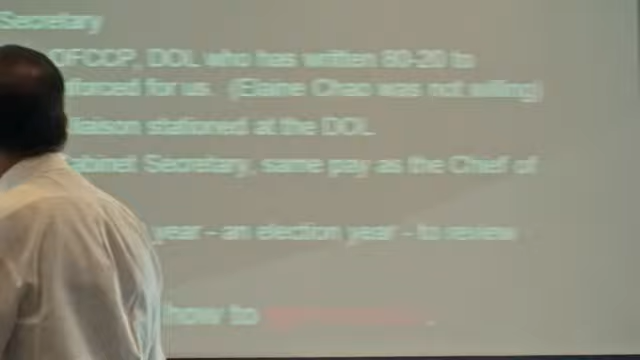 Secretary
OFCCP, DOL who has written 80-20 to
for us. (Elaine Chao was not willing)
liaison stationed at the DOL
Cabinet Secretary, same pay as the Chief of
year - an election year - to review
how to